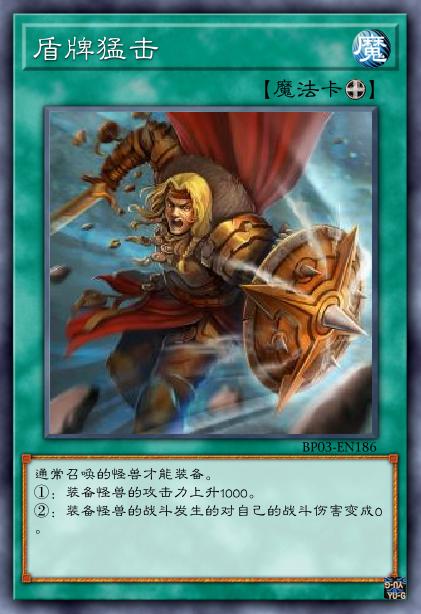 盾牌猛击
魔
【魔法卡】
BP03-EN186
通常召唤的怪兽才能装备。
①：装备怪兽的攻击力上升1000。
②：装备怪兽的战斗发生的对自己的战斗伤害变成0
。